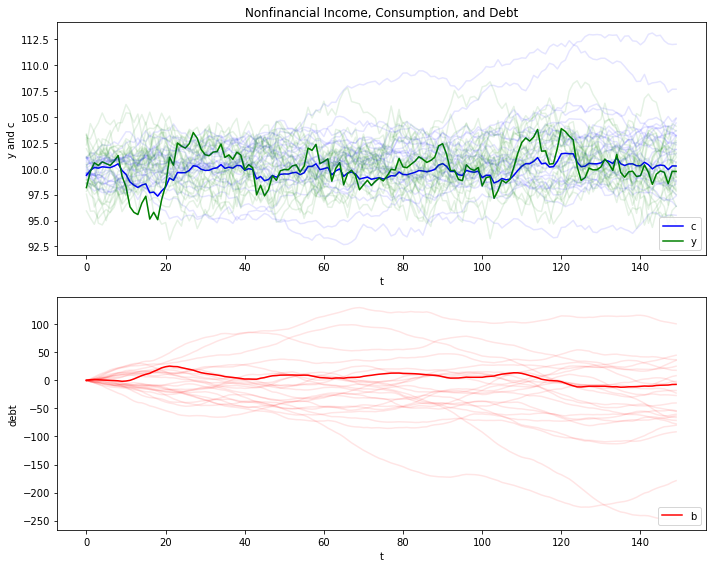 Nonfinancial Income, Consumption, and Debt
y and c
112.5
110.0
107.5
105.0
102.5
100.0
97.5
95.0
92.5
c
y
0 20 40 60 80 100 120 140
t
debt
100
50
0
−50
−100
−150
−200
−250
b
0 20 40 60 80 100 120 140
t